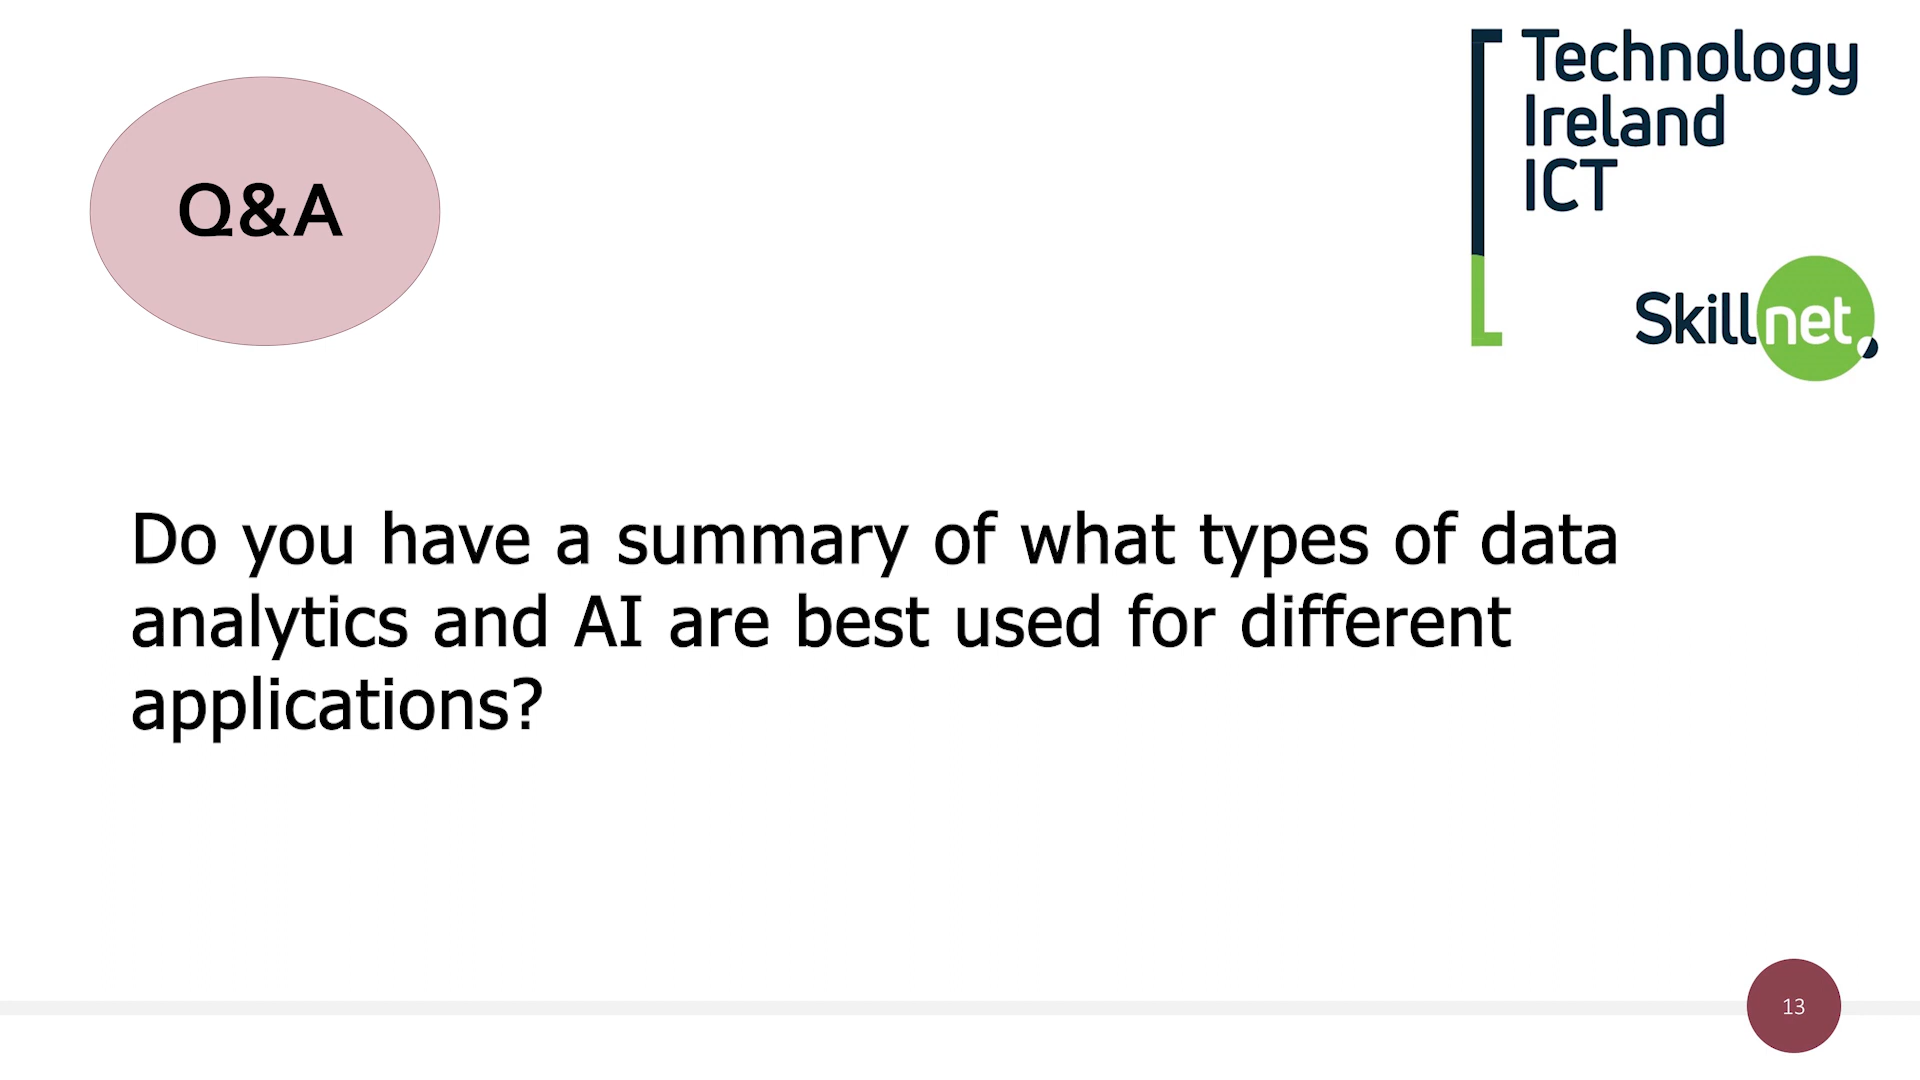 Q&A
Technology
Ireland
ICT
Skillnet
Do you have a summary of what types of data
analytics and AI are best used for different
applications?
13